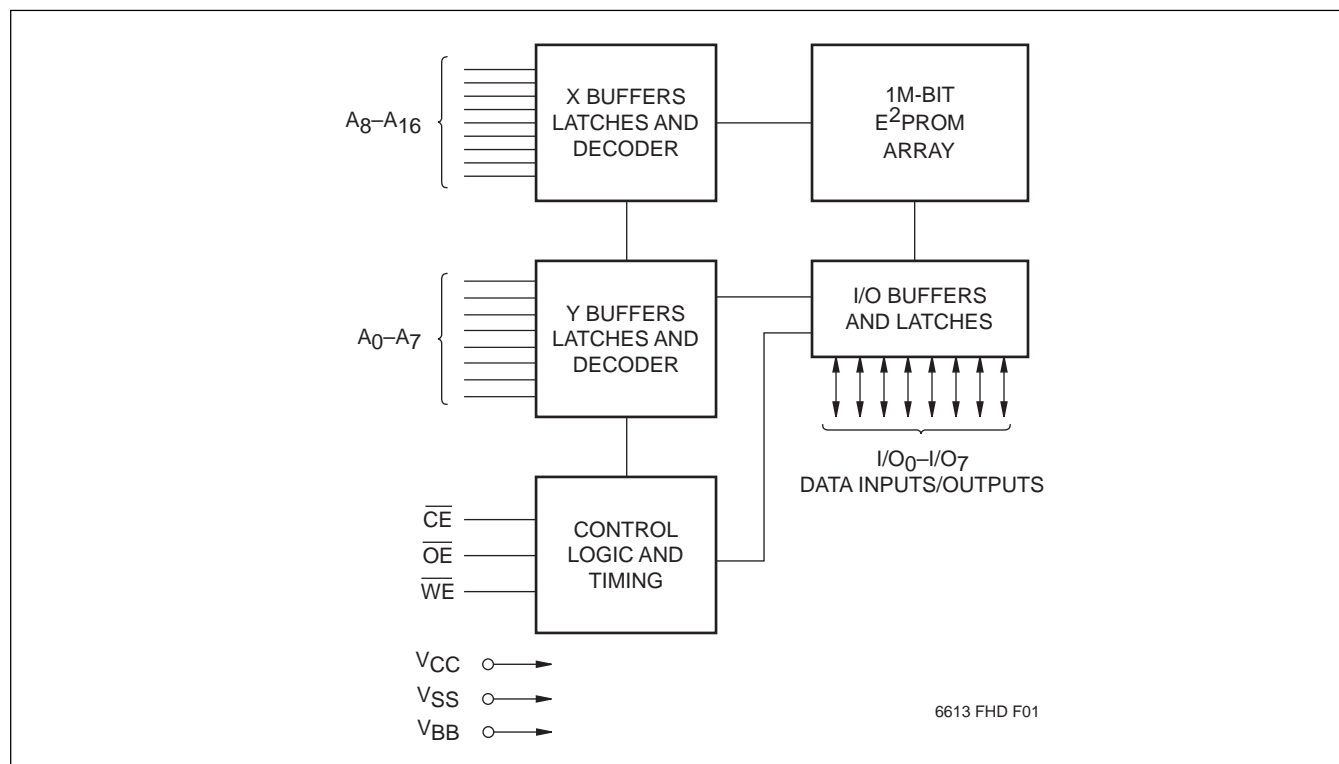 A8–A16
X BUFFERS
LATCHES AND
DECODER
1M-BIT
E²PROM
ARRAY
A0–A7
Y BUFFERS
LATCHES AND
DECODER
I/O BUFFERS
AND LATCHES
I/O0–I/O7
DATA INPUTS/OUTPUTS
CE
OE
WE
CONTROL
LOGIC AND
TIMING
VCC
VSS
VBB
6613 FHD F01